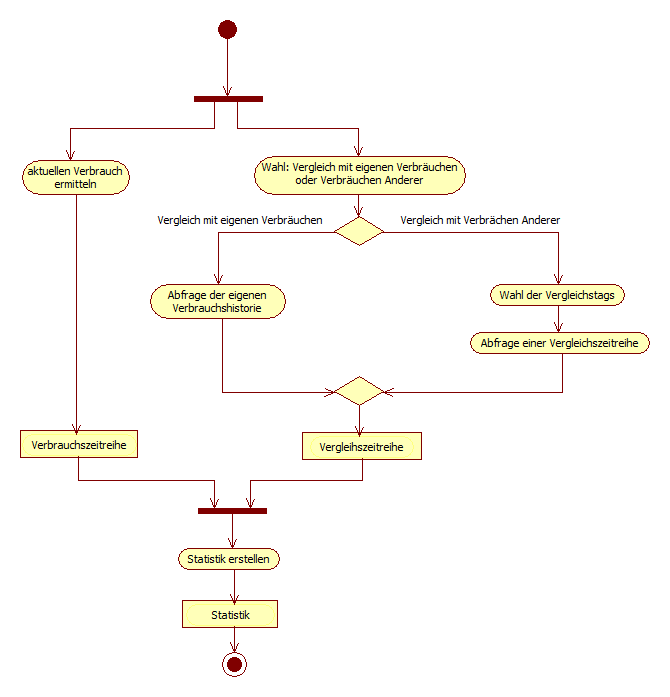 aktuellen Verbrauch
ermitteln
Wahl: Vergleich mit eigenen Verbräuchen
oder Verbräuchen Anderer
Vergleich mit eigenen Verbräuchen
Vergleich mit Verbrächen Anderer
Abfrage der eigenen
Verbrauchshistorie
Wahl der Vergleichstags
Abfrage einer Vergleichszeitreihe
Verbrauchszeitreihe
Vergleihszeitreihe
Statistik erstellen
Statistik